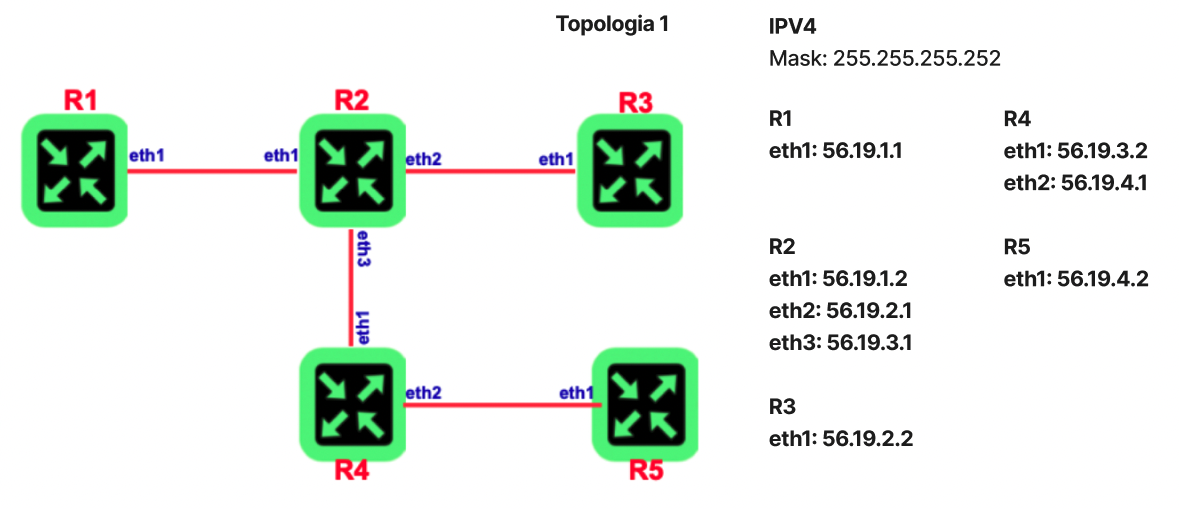 Topologia 1
R1
R2
R3
eth1
eth1
eth2
eth1
eth3
eth1
eth2
eth1
R4
R5
IPV4
Mask: 255.255.255.252
R1
eth1: 56.19.1.1
R2
eth1: 56.19.1.2
eth2: 56.19.2.1
eth3: 56.19.3.1
R3
eth1: 56.19.2.2
R4
eth1: 56.19.3.2
eth2: 56.19.4.1
R5
eth1: 56.19.4.2